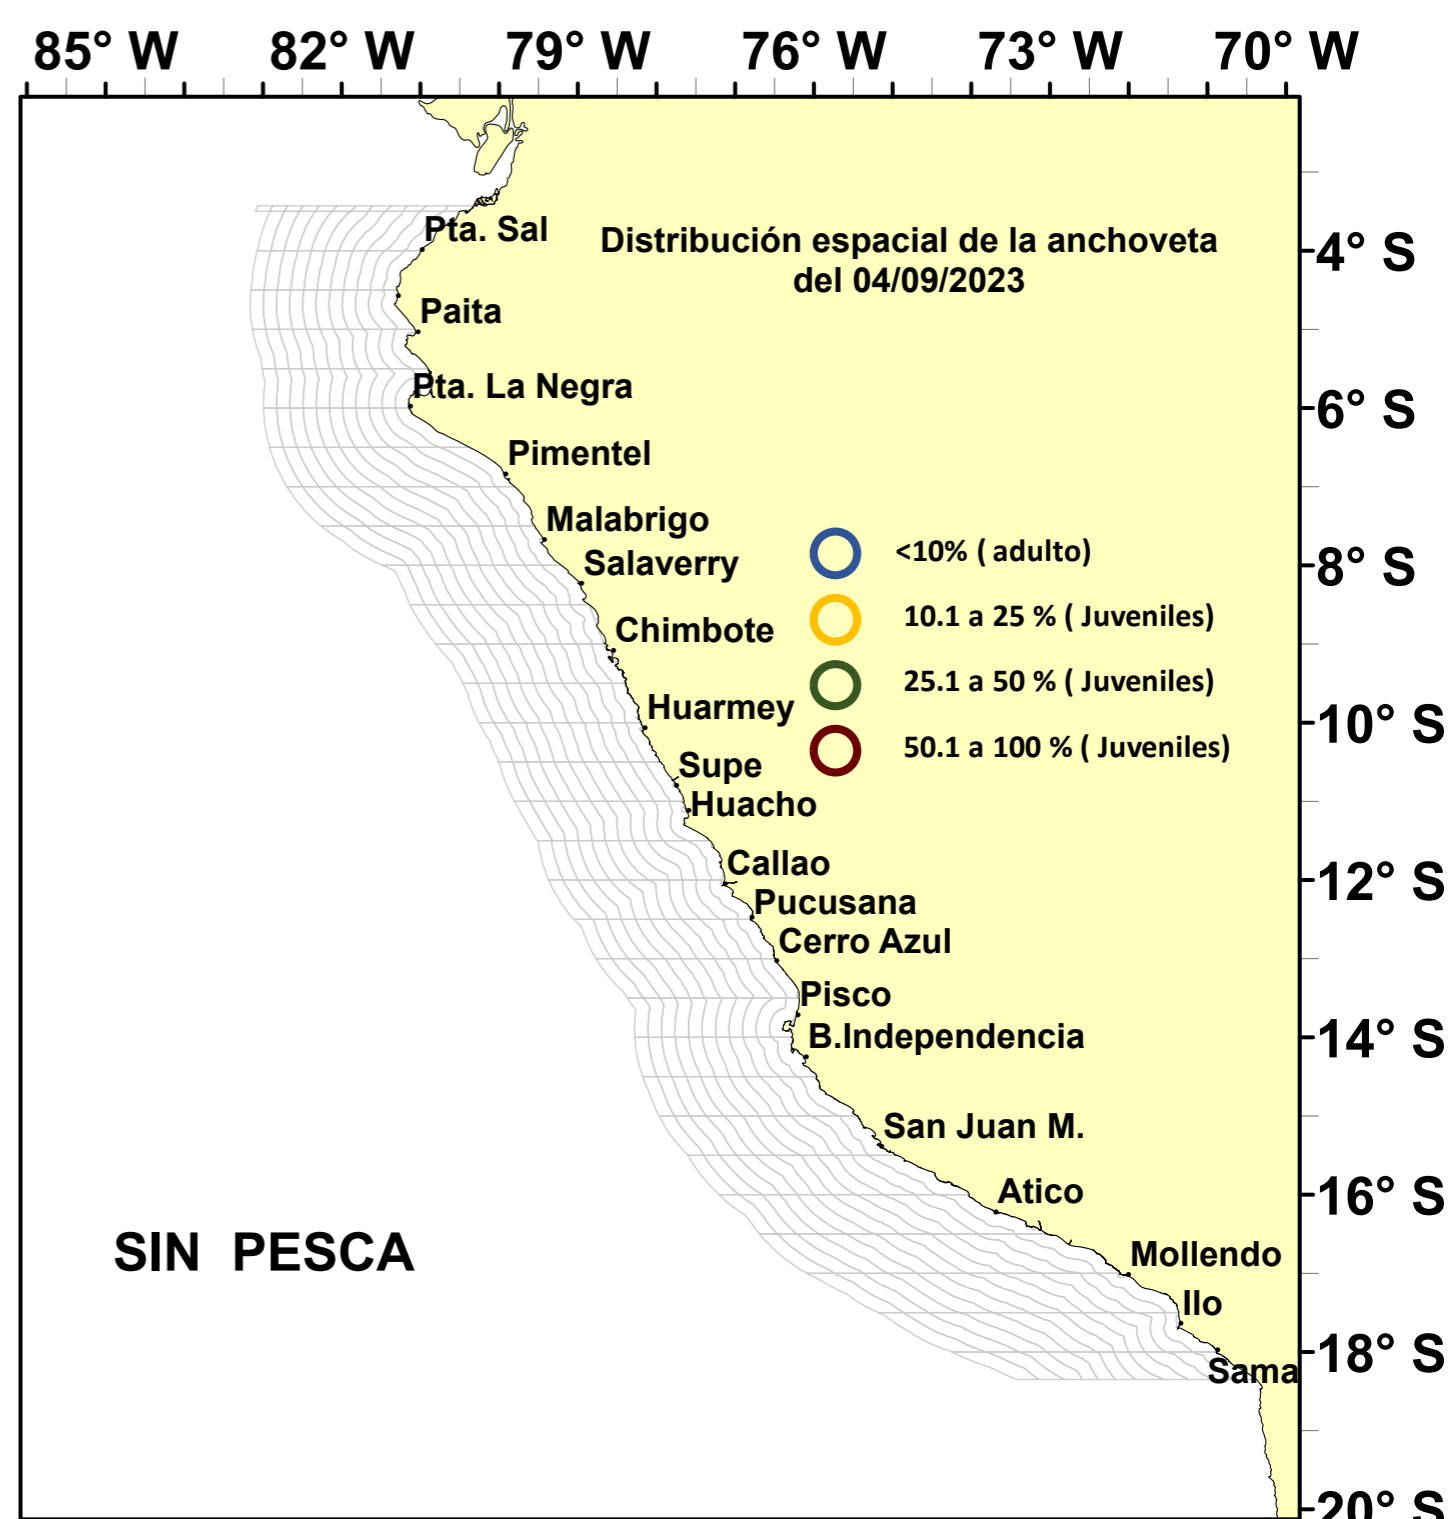 85° W 82° W 79° W 76° W 73° W 70° W
Pta. Sal
Distribución espacial de la anchoveta
del 04/09/2023
4° S
Paita
Pta. La Negra
6° S
Pimentel
Malabrigo
<10% ( adulto)
Salaverry
8° S
10.1 a 25 % ( Juveniles)
Chimbote
25.1 a 50 % ( Juveniles)
Huarmey
10° S
50.1 a 100 % ( Juveniles)
Supe
Huacho
Callao
12° S
Pucusana
Cerro Azul
Pisco
B.Independencia
14° S
San Juan M.
Atico
16° S
SIN PESCA
Mollendo
Ilo
18° S
Sama
20° S